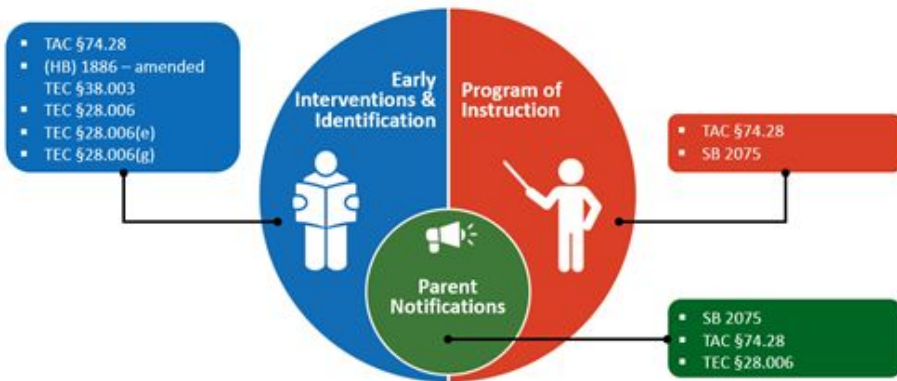 TAC §74.28
(HB) 1886 – amended
TEC §38.003
TEC §28.006
TEC §28.006(e)
TEC §28.006(g)
Early
Interventions &
Identification
Program of
Instruction
TAC §74.28
SB 2075
Parent
Notifications
SB 2075
TAC §74.28
TEC §28.006